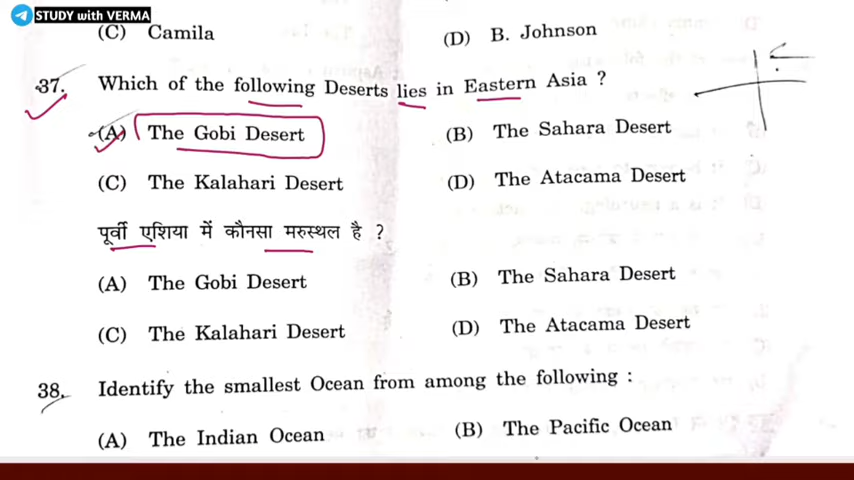 STUDY with VERMA
(C) Camila (D) B. Johnson
37. Which of the following Deserts lies in Eastern Asia ?
(A) The Gobi Desert (B) The Sahara Desert
(C) The Kalahari Desert (D) The Atacama Desert
पूर्वी एशिया में कौनसा मरुस्थल है ?
(A) The Gobi Desert (B) The Sahara Desert
(C) The Kalahari Desert (D) The Atacama Desert
38. Identify the smallest Ocean from among the following :
(A) The Indian Ocean (B) The Pacific Ocean